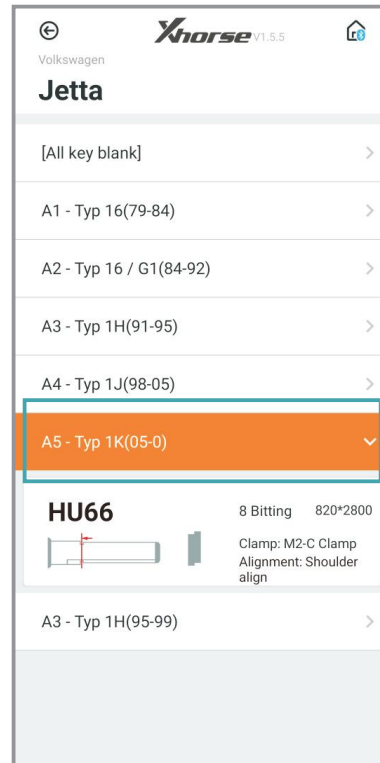 Xhorse V1.5.5
Volkswagen
Jetta
[All key blank]
A1 - Typ 16(79-84)
A2 - Typ 16 / G1(84-92)
A3 - Typ 1H(91-95)
A4 - Typ 1J(98-05)
A5 - Typ 1K(05-0)
HU66
8 Bitting 820*2800
Clamp: M2-C Clamp
Alignment: Shoulder
align
A3 - Typ 1H(95-99)